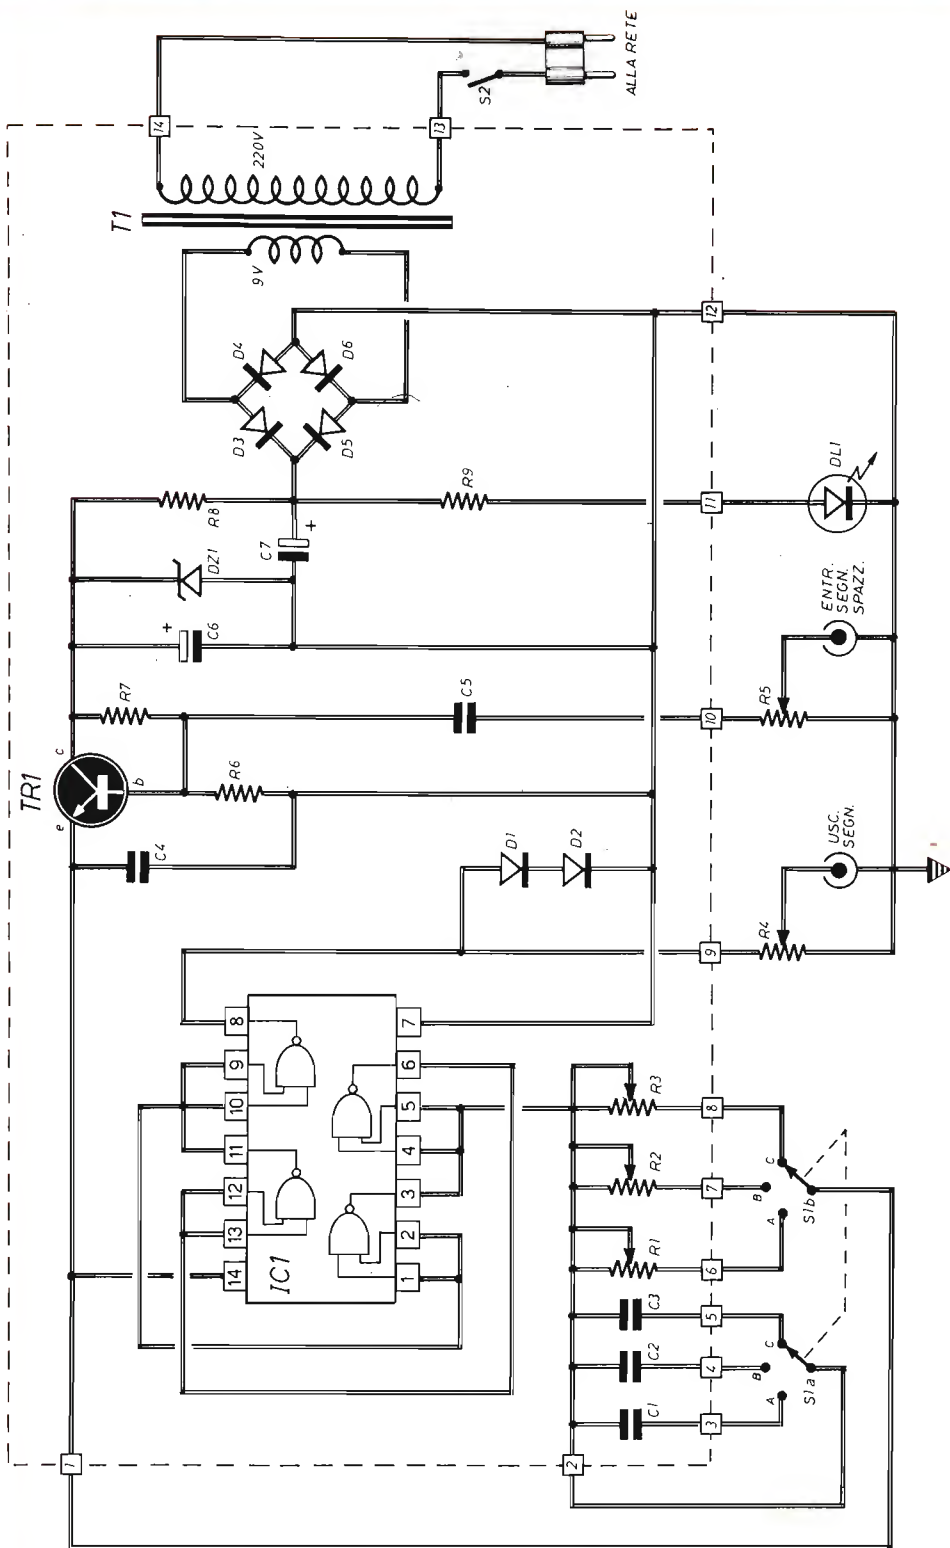 TR1
e
c
b
C4
R6
R7
C5
C6
+
DZ1
C7
+
R8
R9
D3
D4
D5
D6
T1
9V
220V
14
13
S2
ALLA RETE
IC1
14
13
12
11
10
9
8
1
2
3
4
5
6
7
D1
D2
1
2
C1
C2
C3
R1
R2
R3
3
4
5
6
7
8
9
10
11
12
A
B
C
S1a
A
B
C
S1b
R4
USC.
SEGN.
R5
ENTR.
SEGN.
SPAZZ.
DL1